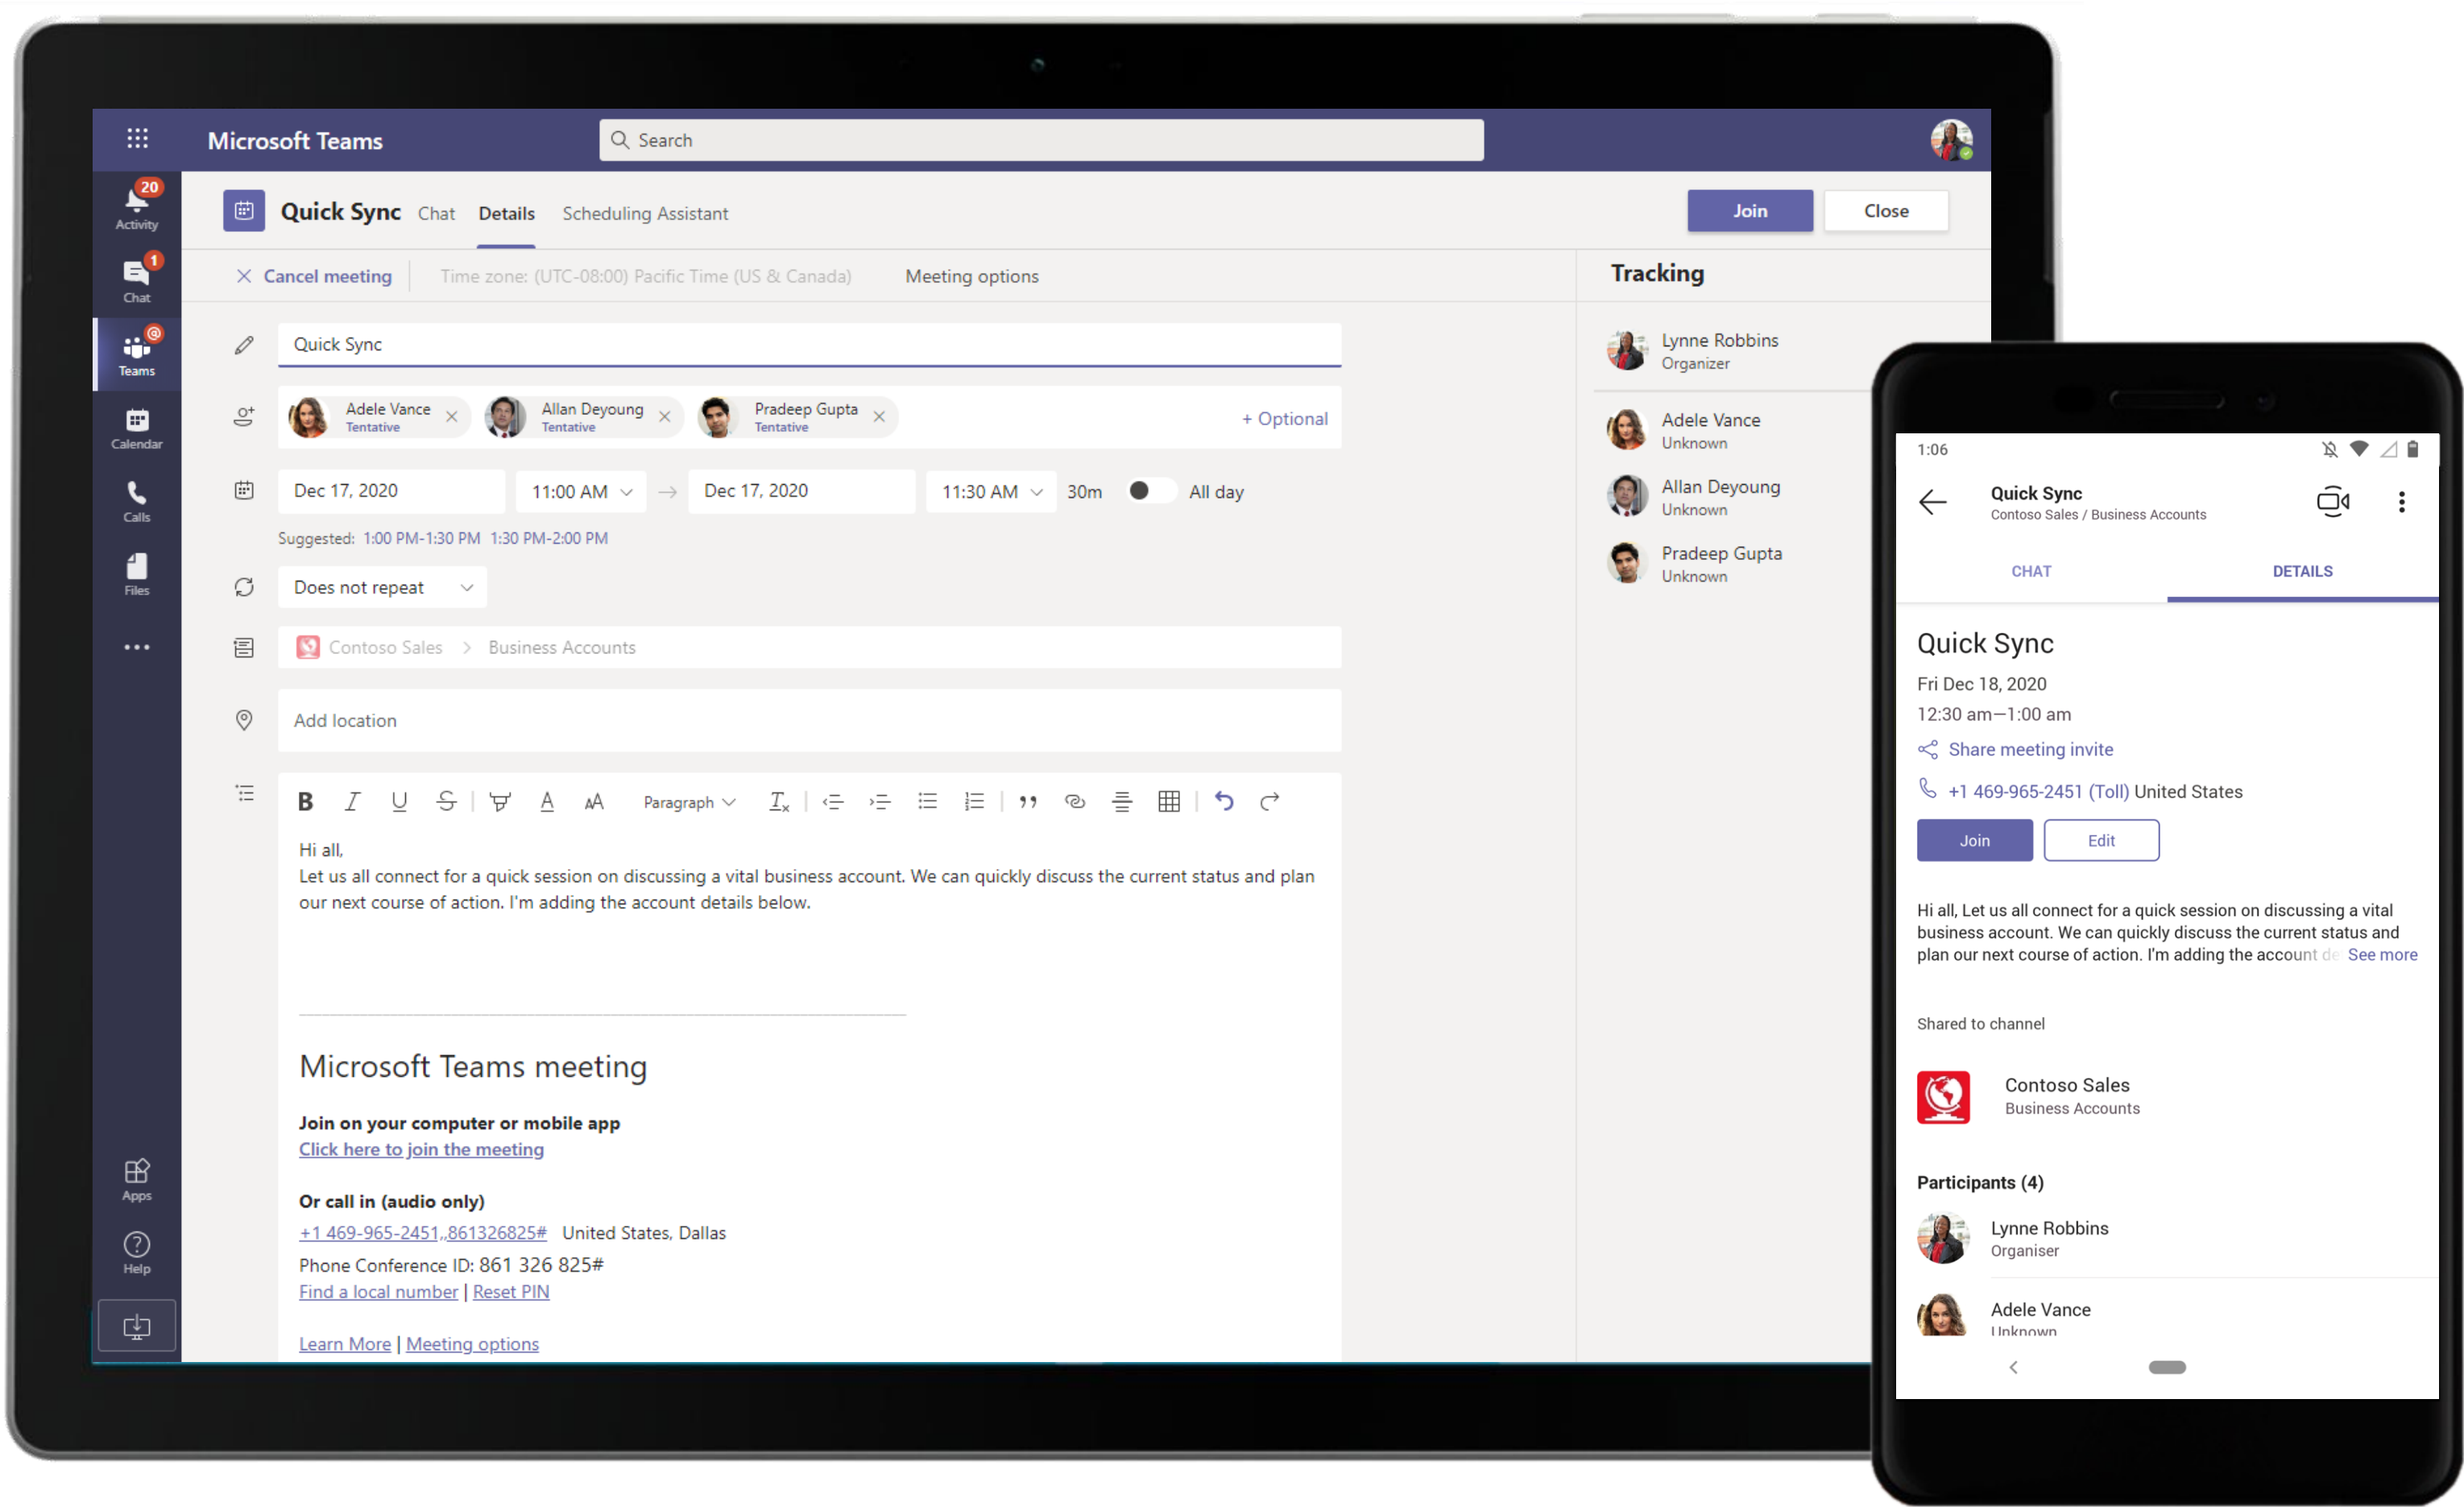 Microsoft Teams
Search
20
Activity
1
Chat
@
Teams
Calendar
Calls
Files
Apps
Help
Quick Sync Chat Details Scheduling Assistant
Join Close
Cancel meeting Time zone: (UTC-08:00) Pacific Time (US & Canada) Meeting options
Quick Sync
Adele Vance
Tentative
Allan Deyoung
Tentative
Pradeep Gupta
Tentative
+ Optional
Dec 17, 2020 11:00 AM → Dec 17, 2020 11:30 AM 30m All day
Suggested: 1:00 PM-1:30 PM 1:30 PM-2:00 PM
Does not repeat
Contoso Sales > Business Accounts
Add location
B I U S A AA Paragraph Tx
Hi all,
Let us all connect for a quick session on discussing a vital business account. We can quickly discuss the current status and plan
our next course of action. I'm adding the account details below.
Microsoft Teams meeting
Join on your computer or mobile app
Click here to join the meeting
Or call in (audio only)
+1 469-965-2451,,861326825# United States, Dallas
Phone Conference ID: 861 326 825#
Find a local number | Reset PIN
Learn More | Meeting options
Tracking
Lynne Robbins
Organizer
Adele Vance
Unknown
Allan Deyoung
Unknown
Pradeep Gupta
Unknown
1:06
Quick Sync
Contoso Sales / Business Accounts
CHAT DETAILS
Quick Sync
Fri Dec 18, 2020
12:30 am—1:00 am
Share meeting invite
+1 469-965-2451 (Toll) United States
Join Edit
Hi all, Let us all connect for a quick session on discussing a vital
business account. We can quickly discuss the current status and
plan our next course of action. I'm adding the account de See more
Shared to channel
Contoso Sales
Business Accounts
Participants (4)
Lynne Robbins
Organiser
Adele Vance
Unknown